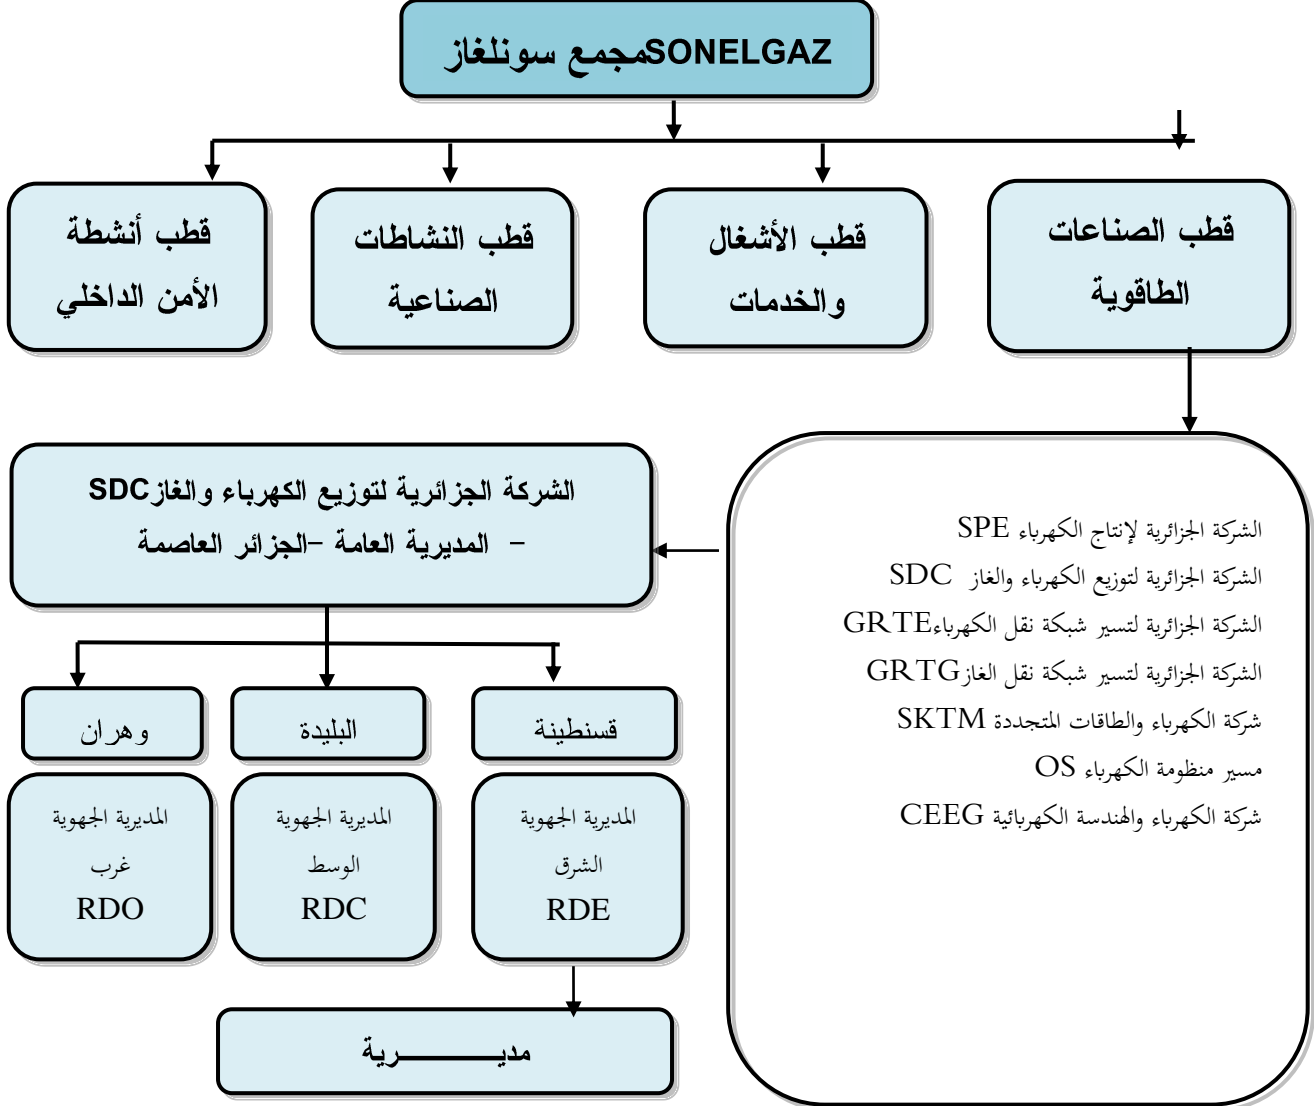 مجمع سونلغازSONELGAZ
قطب الصناعات
الطاقوية
قطب الأشغال
والخدمات
قطب النشاطات
الصناعية
قطب أنشطة
الأمن الداخلي
الشركة الجزائرية لإنتاج الكهرباء SPE
الشركة الجزائرية لتوزيع الكهرباء والغاز SDC
الشركة الجزائرية لتسير شبكة نقل الكهرباءGRTE
الشركة الجزائرية لتسير شبكة نقل الغازGRTG
شركة الكهرباء والطاقات المتجددة SKTM
مسير منظومة الكهرباء OS
شركة الكهرباء والهندسة الكهربائية CEEG
الشركة الجزائرية لتوزيع الكهرباء والغازSDC
– المديرية العامة –الجزائر العاصمة
قسنطينة
البليدة
وهران
المديرية الجهوية
الشرق
RDE
المديرية الجهوية
الوسط
RDC
المديرية الجهوية
غرب
RDO
مديـــــــــــرية